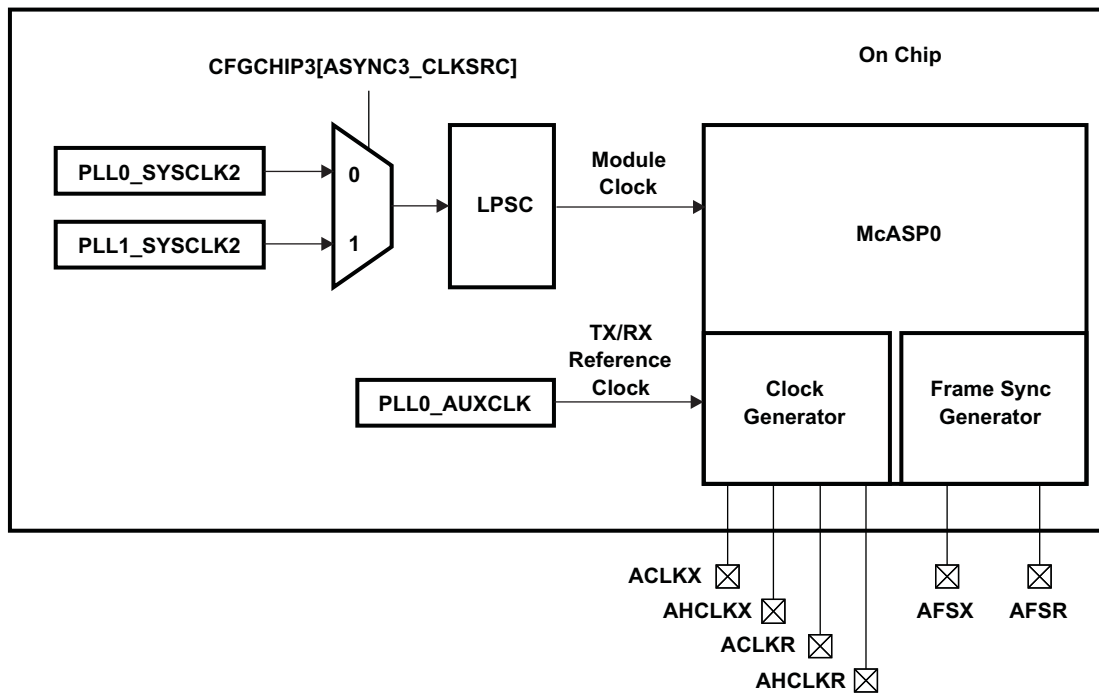 On Chip
CFGCHIP3[ASYNC3_CLKSRC]
PLL0_SYSCLK2
0
PLL1_SYSCLK2
1
LPSC
Module
Clock
McASP0
TX/RX
Reference
Clock
PLL0_AUXCLK
Clock
Generator
Frame Sync
Generator
ACLKX
AHCLKX
ACLKR
AHCLKR
AFSX
AFSR